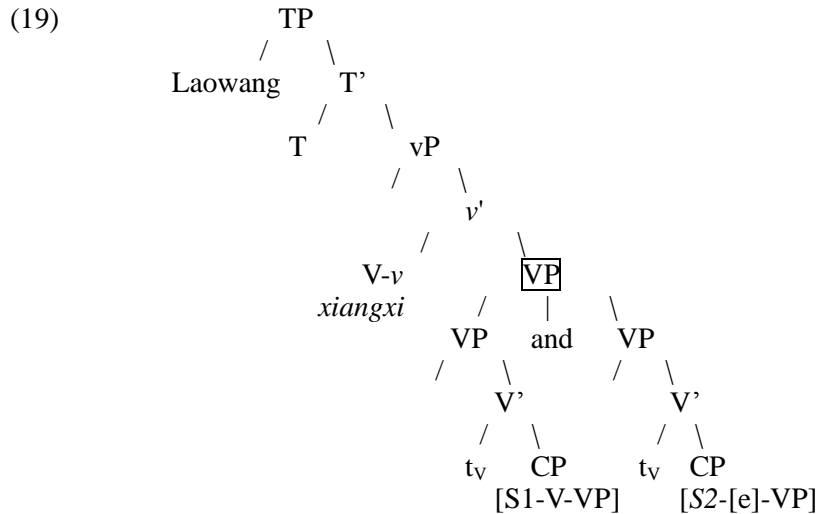 (19) TP
Laowang T’
T vP
v'
V-v VP
xiangxi
VP and VP
V’ V’
tV CP tV CP
[S1-V-VP] [S2-[e]-VP]